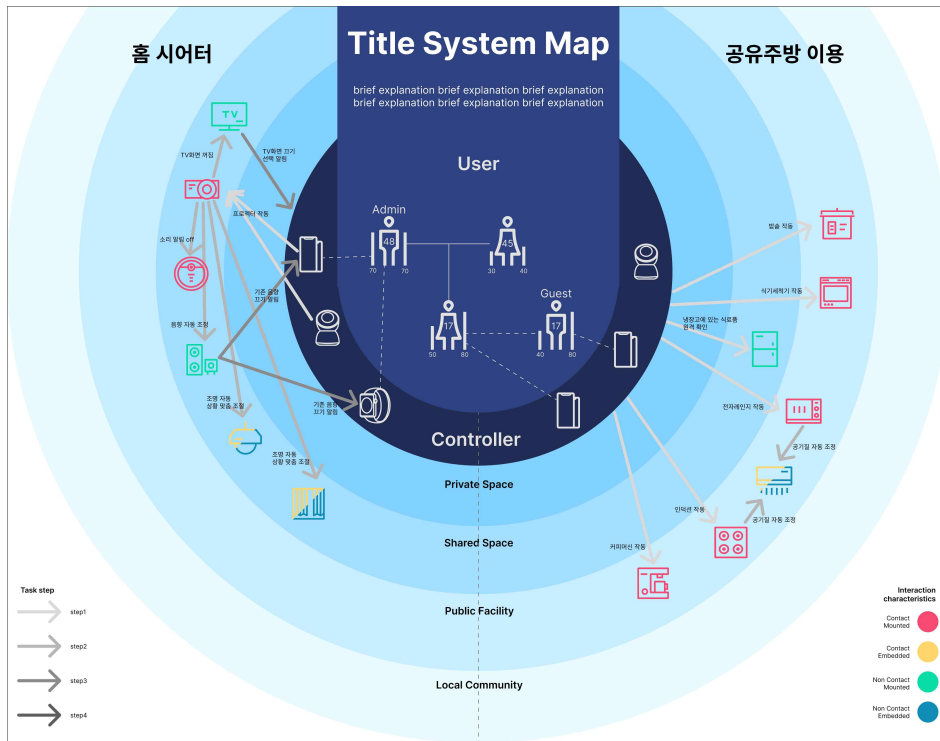 Title System Map
brief explanation brief explanation brief explanation
brief explanation brief explanation brief explanation
홈 시어터
공유주방 이용
User
Admin
48
70
70
45
30
40
17
50
80
Guest
17
40
80
Controller
Private Space
Shared Space
Public Facility
Local Community
TV
TV화면 꺼짐
TV화면 끄기
선택 알림
프로젝터 작동
소리 알림 off
기존 음향
끄기 알림
음향 자동 조절
조명 자동
상황 맞춤 조절
기존 음향
끄기 알림
조명 자동
상황 맞춤 조절
밥솥 작동
식기세척기 작동
냉장고에 있는 식료품
원격 확인
전자레인지 작동
공기질 자동 조절
인덕션 작동
공기질 자동 조절
커피머신 작동
Task step
step1
step2
step3
step4
Interaction
characteristics
Contact
Mounted
Contact
Embedded
Non Contact
Mounted
Non Contact
Embedded